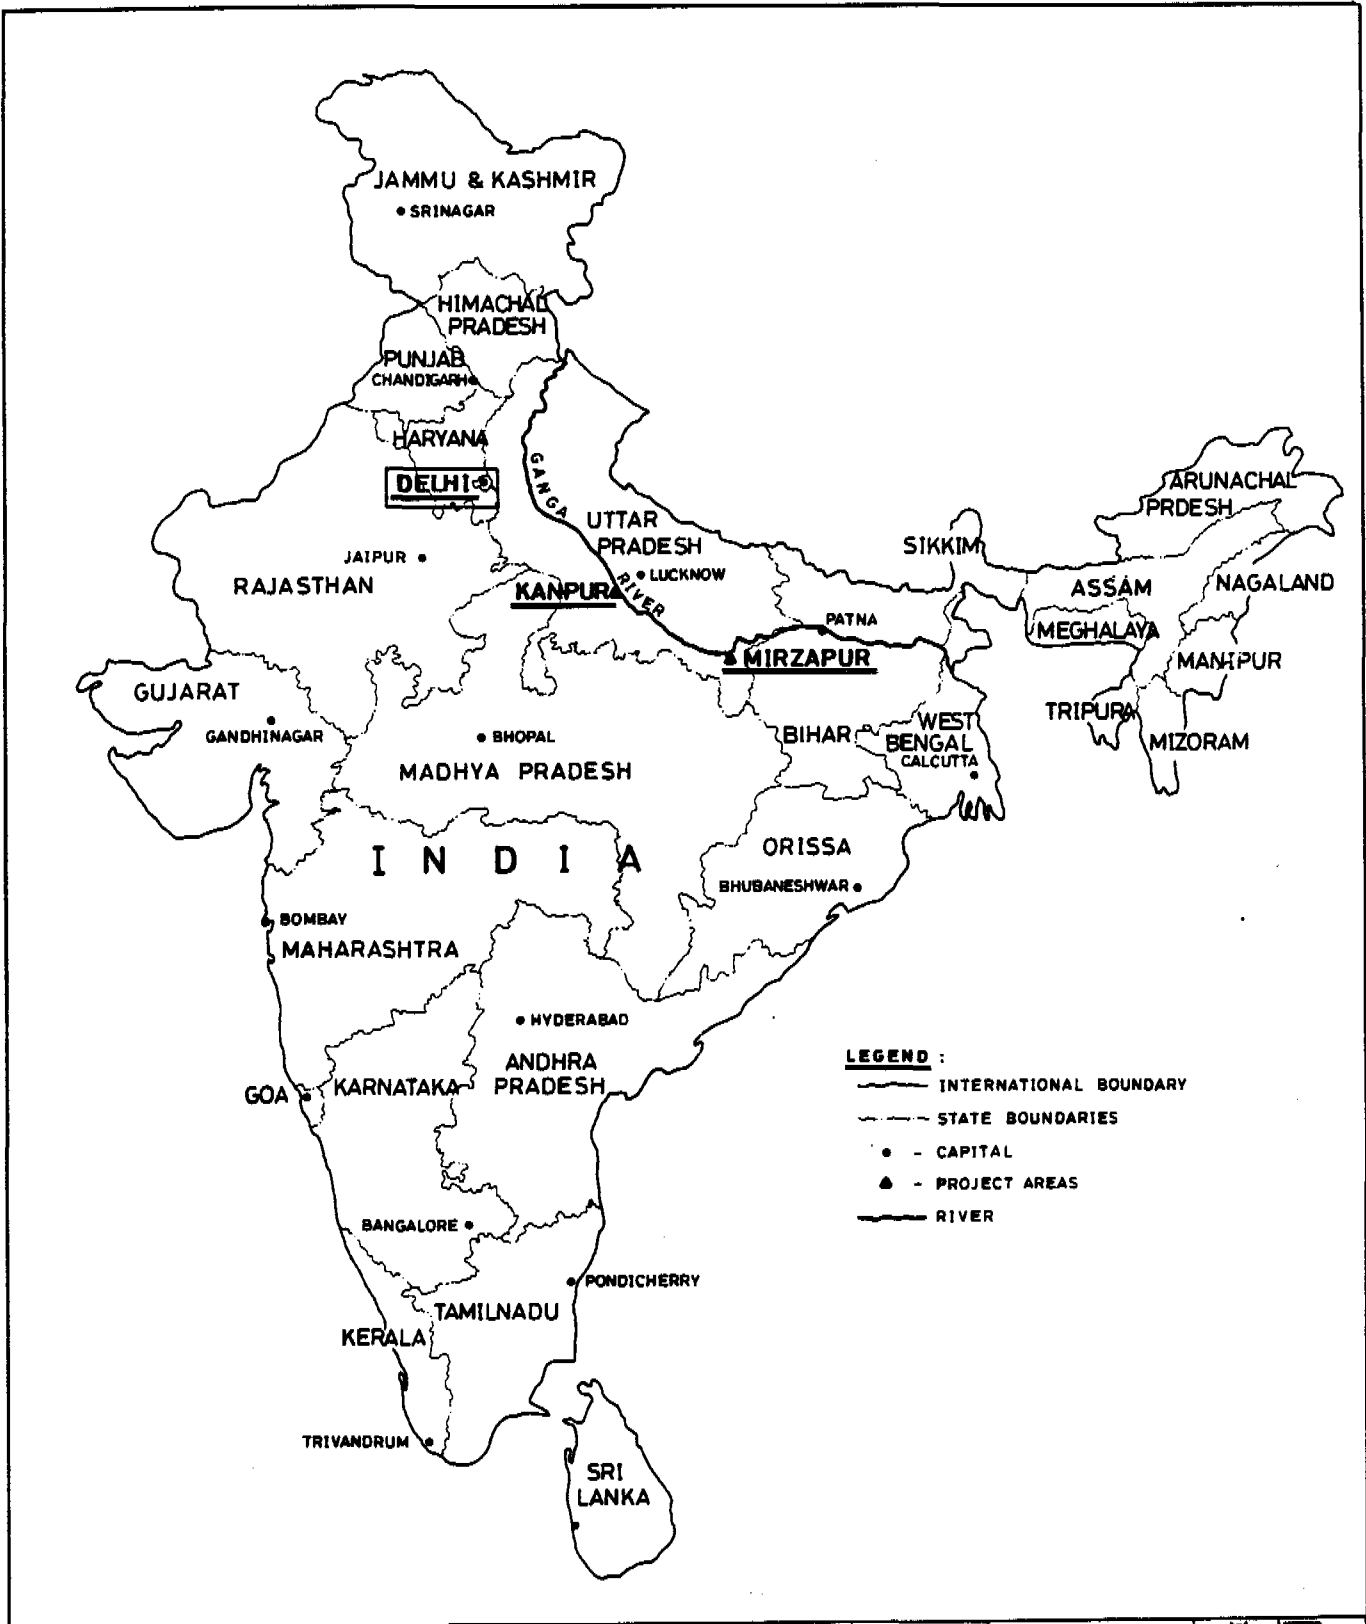 JAMMU & KASHMIR
SRINAGAR
HIMACHAL
PRADESH
PUNJAB
CHANDIGARH
HARYANA
DELHI
GANGA
RIVER
UTTAR
PRADESH
LUCKNOW
JAIPUR
RAJASTHAN
KANPUR
PATNA
MIRZAPUR
SIKKIM
ARUNACHAL
PRDESH
ASSAM
NAGALAND
MEGHALAYA
MANIPUR
TRIPURA
MIZORAM
GUJARAT
GANDHINAGAR
BHOPAL
MADHYA PRADESH
BIHAR
WEST
BENGAL
CALCUTTA
INDIA
ORISSA
BHUBANESHWAR
BOMBAY
MAHARASHTRA
HYDERABAD
ANDHRA
PRADESH
GOA
KARNATAKA
BANGALORE
PONDICHERRY
TAMILNADU
KERALA
TRIVANDRUM
SRI
LANKA
LEGEND :
INTERNATIONAL BOUNDARY
STATE BOUNDARIES
- CAPITAL
- PROJECT AREAS
RIVER